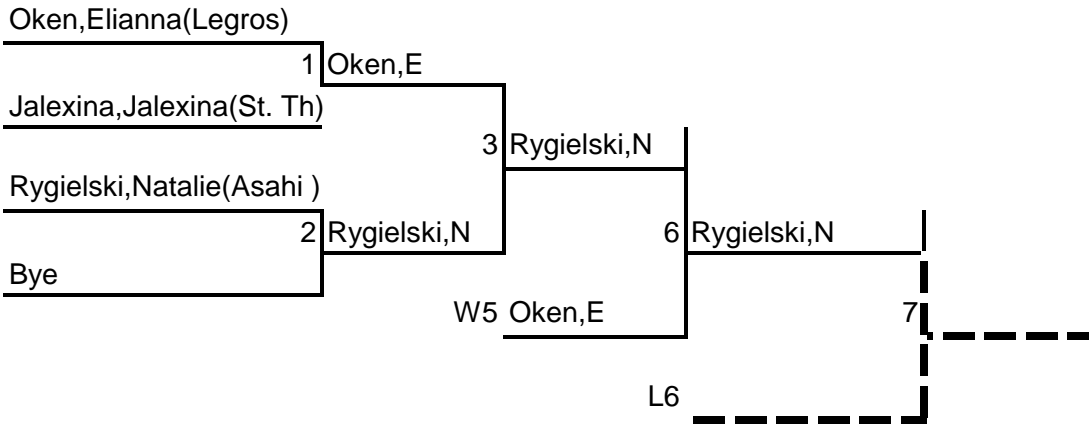 Oken,Elianna(Legros)
1 Oken,E
Jalexina,Jalexina(St. Th)
3 Rygielski,N
Rygielski,Natalie(Asahi )
2 Rygielski,N
6 Rygielski,N
Bye
W5 Oken,E
7
L6